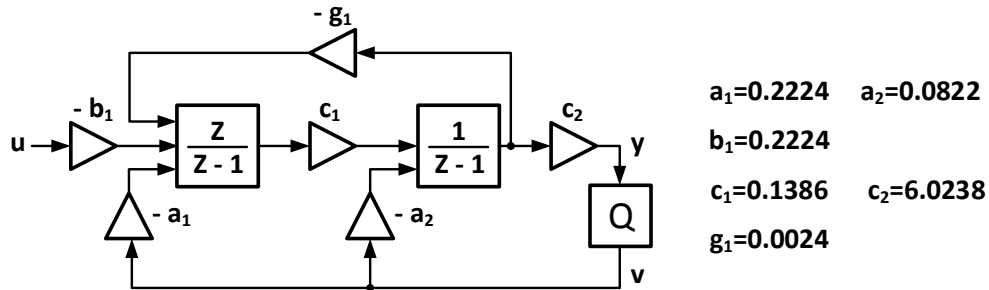 - g₁
- b₁
c₁
c₂
u
Z
Z - 1
1
Z - 1
y
- a₁
- a₂
Q
v
a₁=0.2224 a₂=0.0822
b₁=0.2224
c₁=0.1386 c₂=6.0238
g₁=0.0024